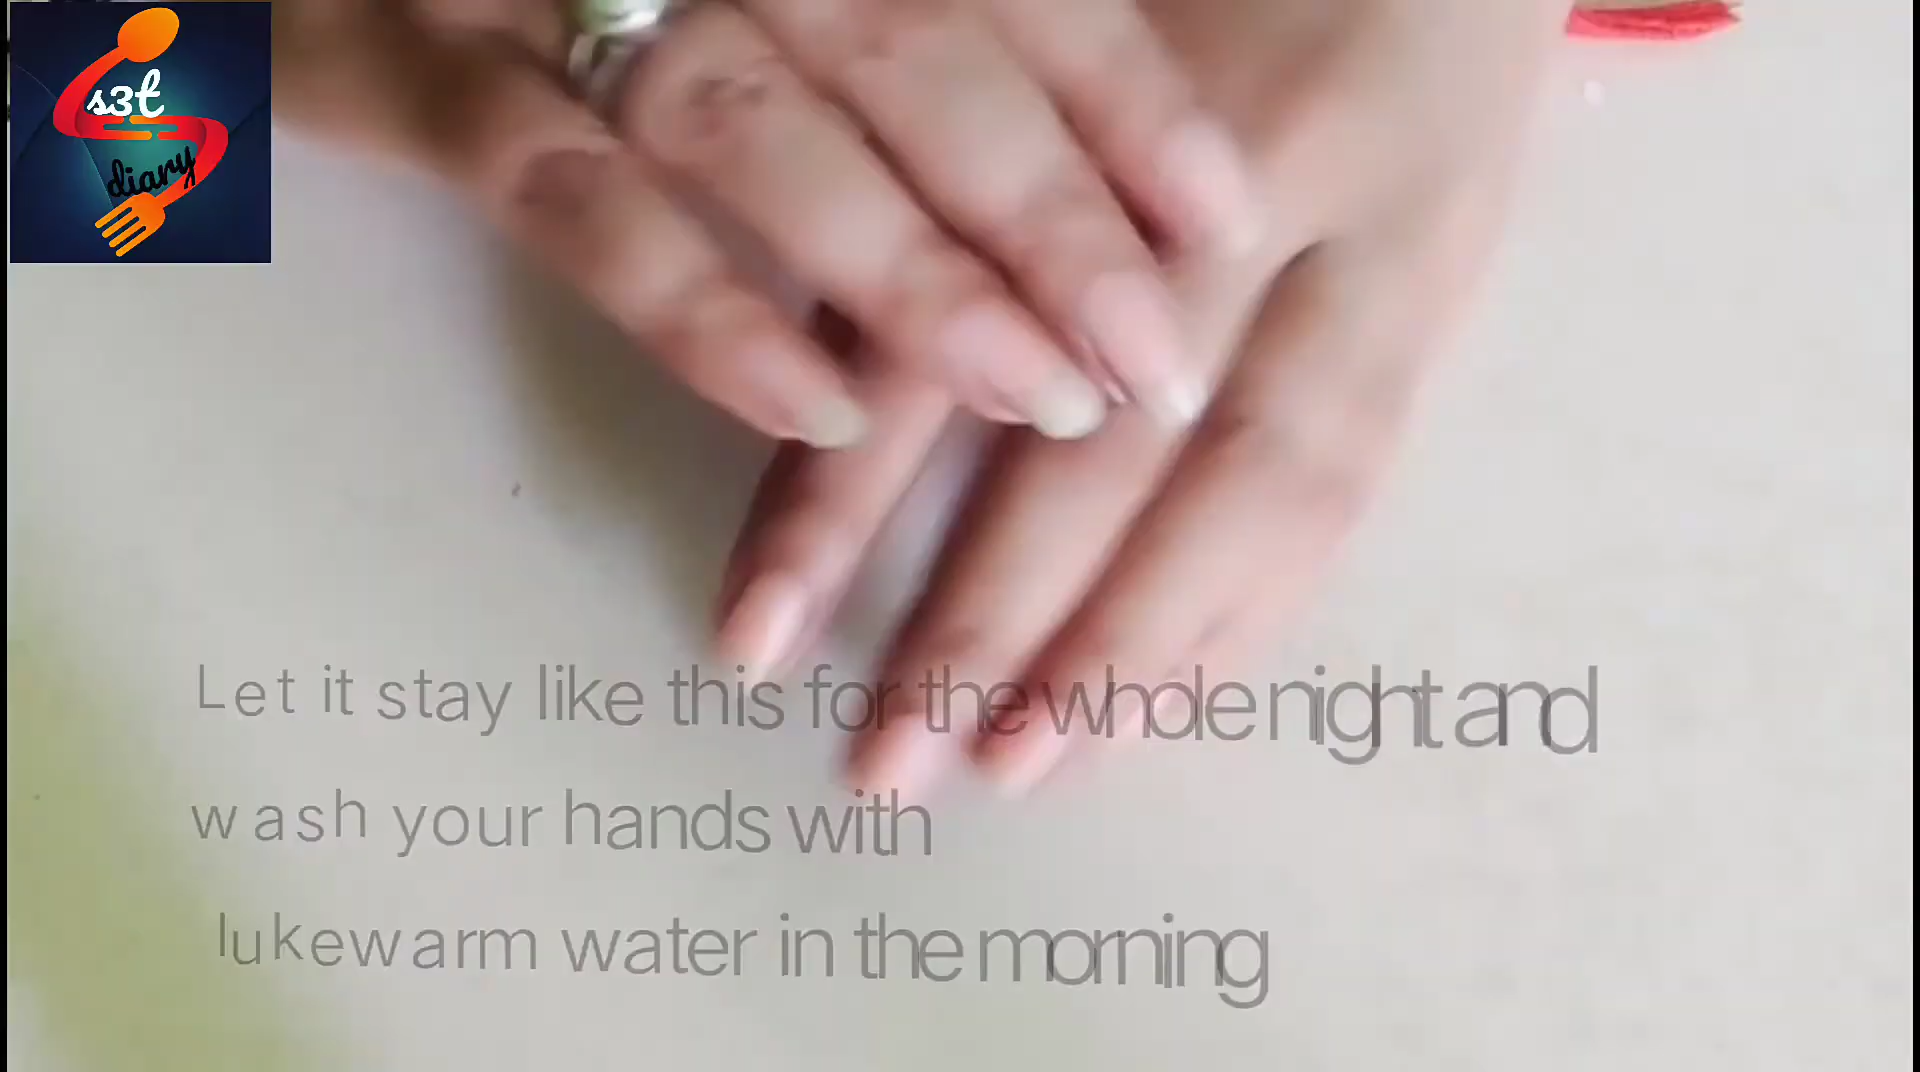 s3t
diary
Let it stay like this for the whole night and
wash your hands with
lukewarm water in the morning